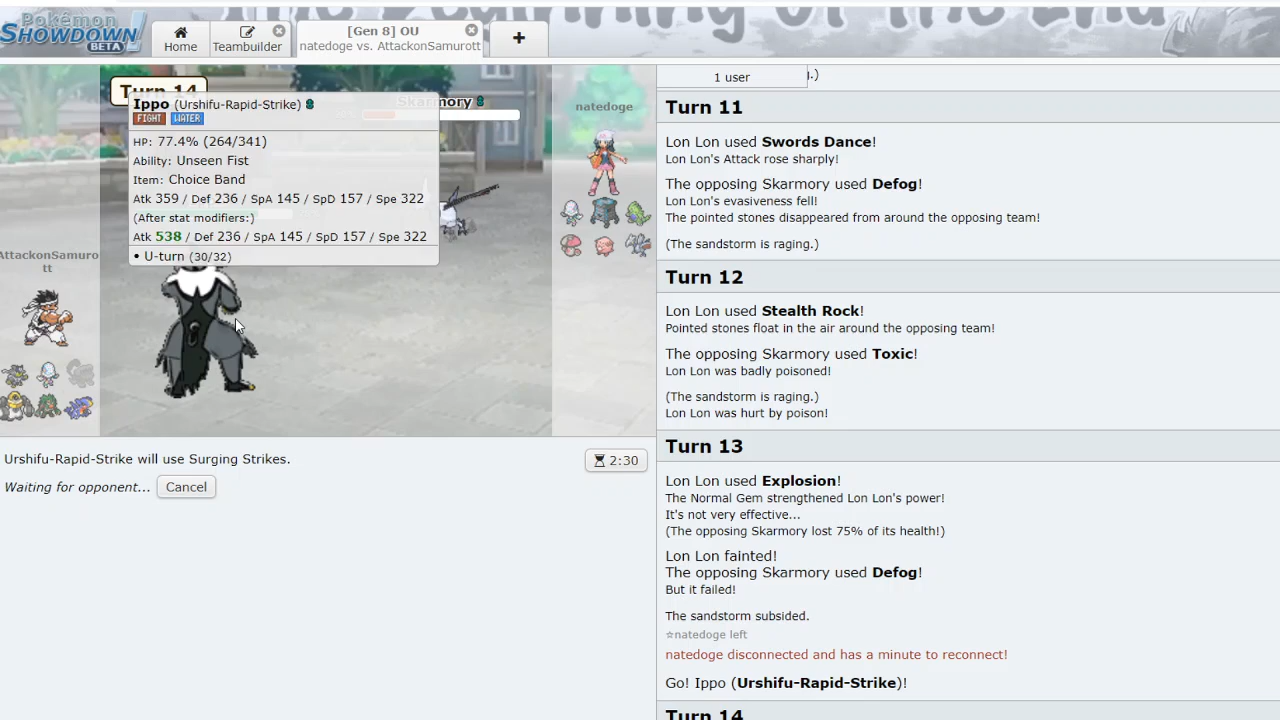 The Beginning of the End
Pokémon
SHOWDOWN
BETA
Home
Teambuilder
[Gen 8] OU
natedoge vs. AttackonSamurott
+
Turn 14
Ippo (Urshifu-Rapid-Strike)
FIGHT WATER
HP: 77.4% (264/341)
Ability: Unseen Fist
Item: Choice Band
Atk 359 / Def 236 / SpA 145 / SpD 157 / Spe 322
(After stat modifiers:)
Atk 538 / Def 236 / SpA 145 / SpD 157 / Spe 322
• U-turn (30/32)
Skarmory
natedoge
AttackonSamuro
tt
Urshifu-Rapid-Strike will use Surging Strikes.
2:30
Waiting for opponent...
Cancel
1 user
.)
Turn 11
Lon Lon used Swords Dance!
Lon Lon's Attack rose sharply!
The opposing Skarmory used Defog!
Lon Lon's evasiveness fell!
The pointed stones disappeared from around the opposing team!
(The sandstorm is raging.)
Turn 12
Lon Lon used Stealth Rock!
Pointed stones float in the air around the opposing team!
The opposing Skarmory used Toxic!
Lon Lon was badly poisoned!
(The sandstorm is raging.)
Lon Lon was hurt by poison!
Turn 13
Lon Lon used Explosion!
The Normal Gem strengthened Lon Lon's power!
It's not very effective...
(The opposing Skarmory lost 75% of its health!)
Lon Lon fainted!
The opposing Skarmory used Defog!
But it failed!
The sandstorm subsided.
☆natedoge left
natedoge disconnected and has a minute to reconnect!
Go! Ippo (Urshifu-Rapid-Strike)!
Turn 14